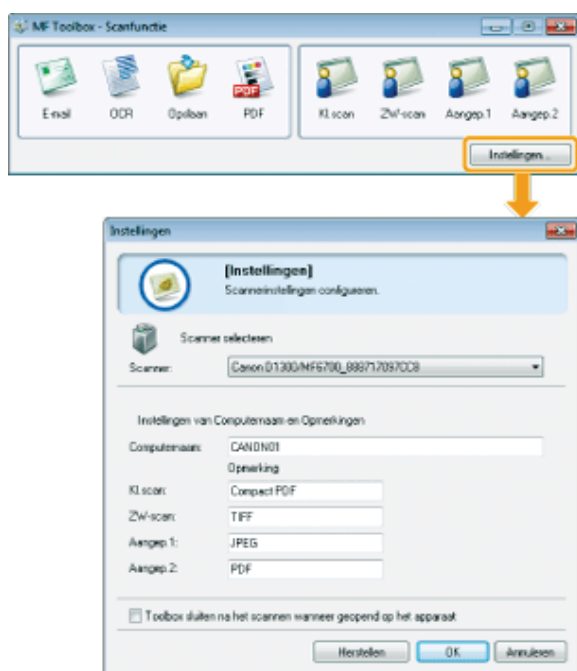 MF Toolbox - Scanfunctie
E-mail OCR Opslaan PDF Kl.scan ZW-scan Aangep.1 Aangep.2
PDF
Instellingen...
Instellingen
[Instellingen]
Scannerinstellingen configureren.
Scanner selecteren
Scanner: Canon D1300/MF6700_888717097CC8
Instellingen van Computernaam en Opmerkingen
Computernaam: CANON01
Opmerking
Kl.scan: Compact PDF
ZW-scan: TIFF
Aangep.1: JPEG
Aangep.2: PDF
Toolbox sluiten na het scannen wanneer geopend op het apparaat
Herstellen OK Annuleren